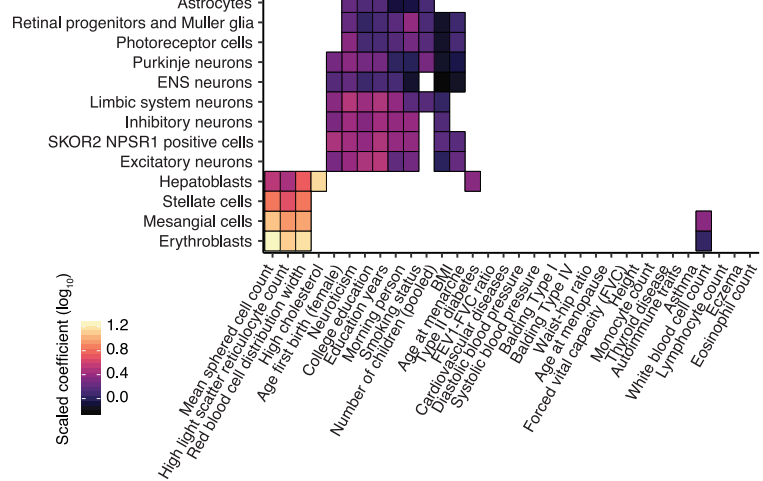 Astrocytes
Retinal progenitors and Muller glia
Photoreceptor cells
Purkinje neurons
ENS neurons
Limbic system neurons
Inhibitory neurons
SKOR2 NPSR1 positive cells
Excitatory neurons
Hepatoblasts
Stellate cells
Mesangial cells
Erythroblasts
Mean sphered cell count
High light scatter reticulocyte count
Red blood cell distribution width
High cholesterol
Age first birth (female)
Neuroticism
College education
Education years
Morning person
Smoking status
Number of children (pooled)
BMI
Age at menarche
Type II diabetes
FEV1-FVC ratio
Cardiovascular diseases
Diastolic blood pressure
Systolic blood pressure
Balding Type I
Balding Type IV
Waist-hip ratio
Age at menopause
Forced vital capacity (FVC)
Height
Monocyte count
Thyroid disease
Autoimmune traits
Asthma
White blood cell count
Lymphocyte count
Eczema
Eosinophil count
Scaled coefficient (log10)
1.2
0.8
0.4
0.0